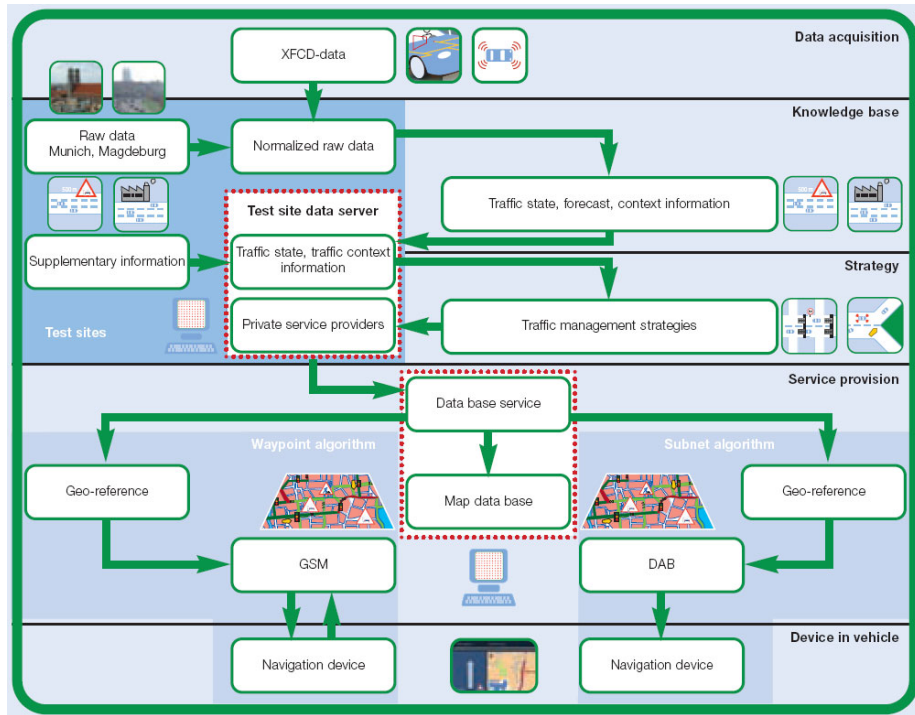 Data acquisition
XFCD-data
Knowledge base
Raw data
Munich, Magdeburg
Normalized raw data
Traffic state, forecast, context information
Test site data server
Supplementary information
Traffic state, traffic context
information
Strategy
Test sites
Private service providers
Traffic management strategies
Service provision
Data base service
Waypoint algorithm
Subnet algorithm
Geo-reference
Map data base
Geo-reference
GSM
DAB
Device in vehicle
Navigation device
Navigation device